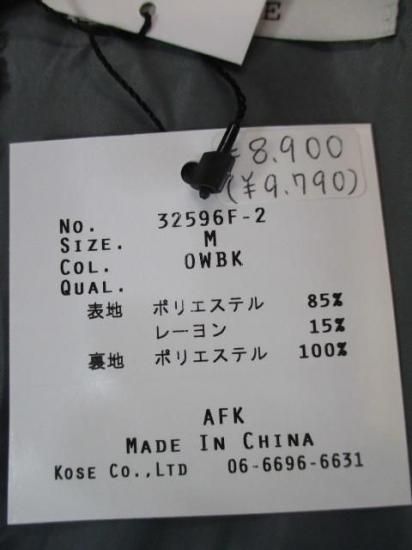 E
¥8.900
(¥9.790)
No. 32596F-2
SIZE. M
COL. OWBK
QUAL.
表地 ポリエステル 85%
レーヨン 15%
裏地 ポリエステル 100%
AFK
MADE IN CHINA
KOSE CO.,LTD 06-6696-6631